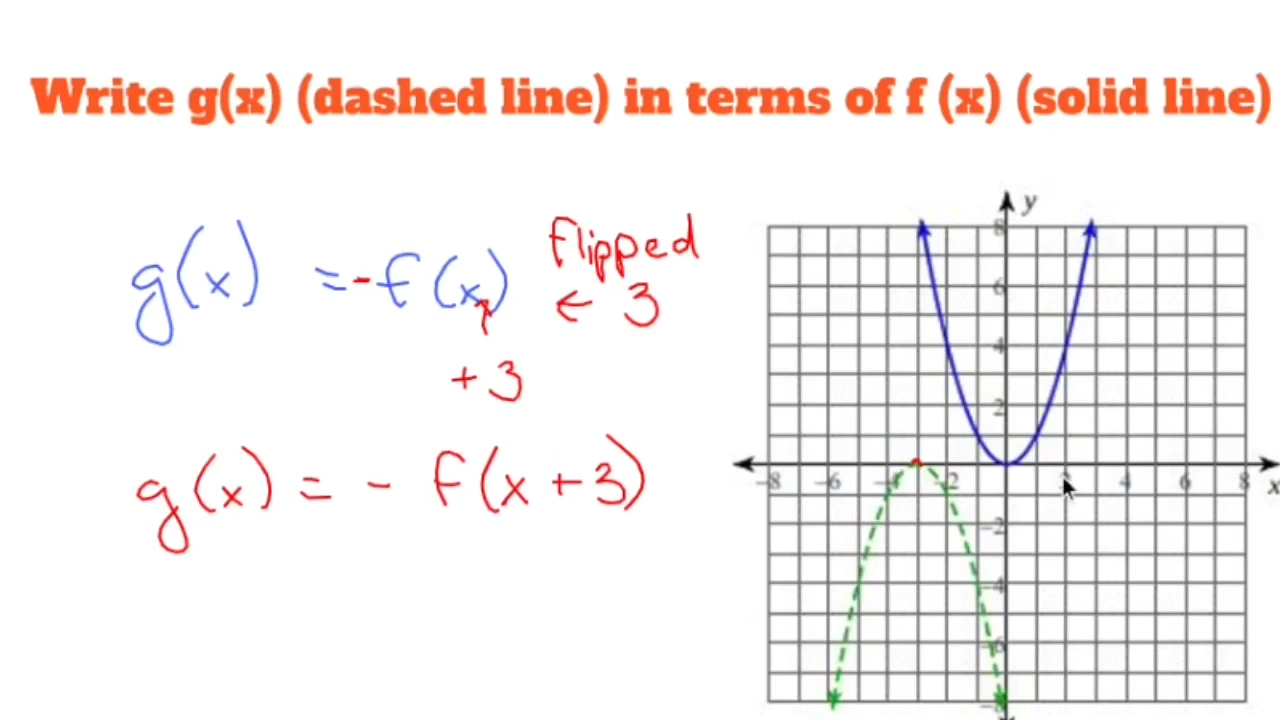 Write g(x) (dashed line) in terms of f (x) (solid line)
g(x) = -f(x) Flipped
← 3
+ 3
g(x) = - f(x+3)
y
8
6
4
2
-8 -6 -4 -2 2 4 6 8 x
-2
-4
-6
-8